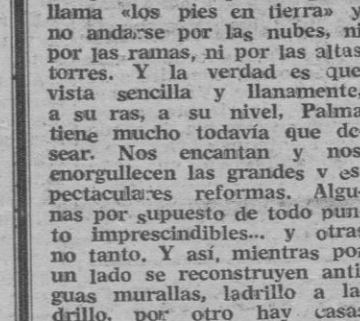 llama «los pies en tierra» y
no andarse por las nubes, ni
por las ramas, ni por las altas
torres. Y la verdad es que
vista sencilla y llanamente,
a su ras, a su nivel, Palma
tiene mucho todavía que de
sear. Nos encantan y nos
enorgullecen las grandes y es
pectaculares reformas. Algu-
nas por supuesto de todo pun
to imprescindibles... y otras
no tanto. Y así, mientras por
un lado se reconstruyen anti
guas murallas, ladrillo a la
drillo, por otro hay casas